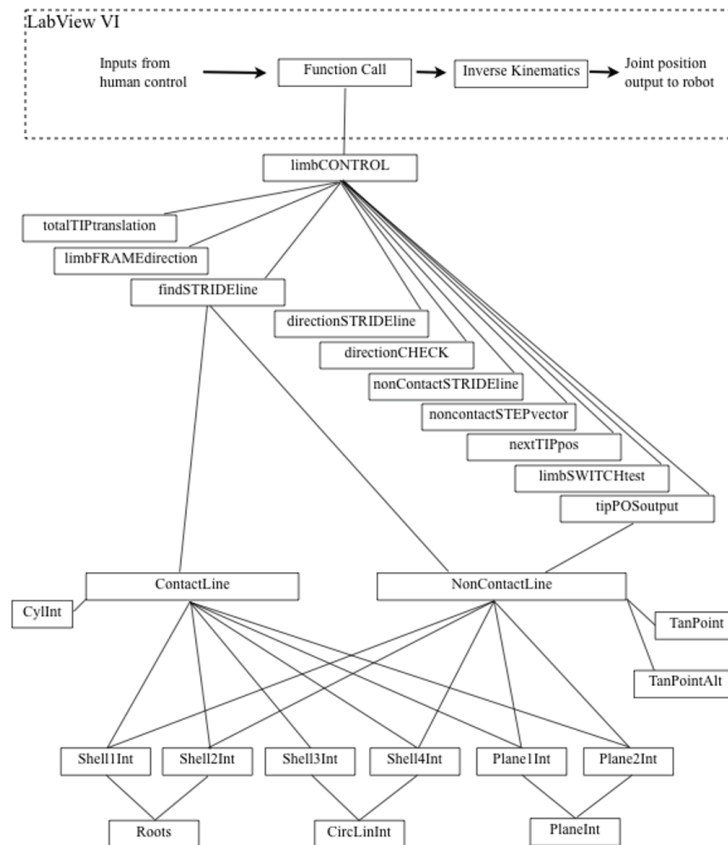 LabView VI
Inputs from
human control
Function Call
Inverse Kinematics
Joint position
output to robot
limbCONTROL
totalTIPtranslation
limbFRAMEdirection
findSTRIDEline
directionSTRIDEline
directionCHECK
nonContactSTRIDEline
noncontactSTEPvector
nextTIPpos
limbSWITCHtest
tipPOSoutput
ContactLine
NonContactLine
CylInt
TanPoint
TanPointAlt
Shell1Int
Shell2Int
Shell3Int
Shell4Int
Plane1Int
Plane2Int
Roots
CircLinInt
PlaneInt